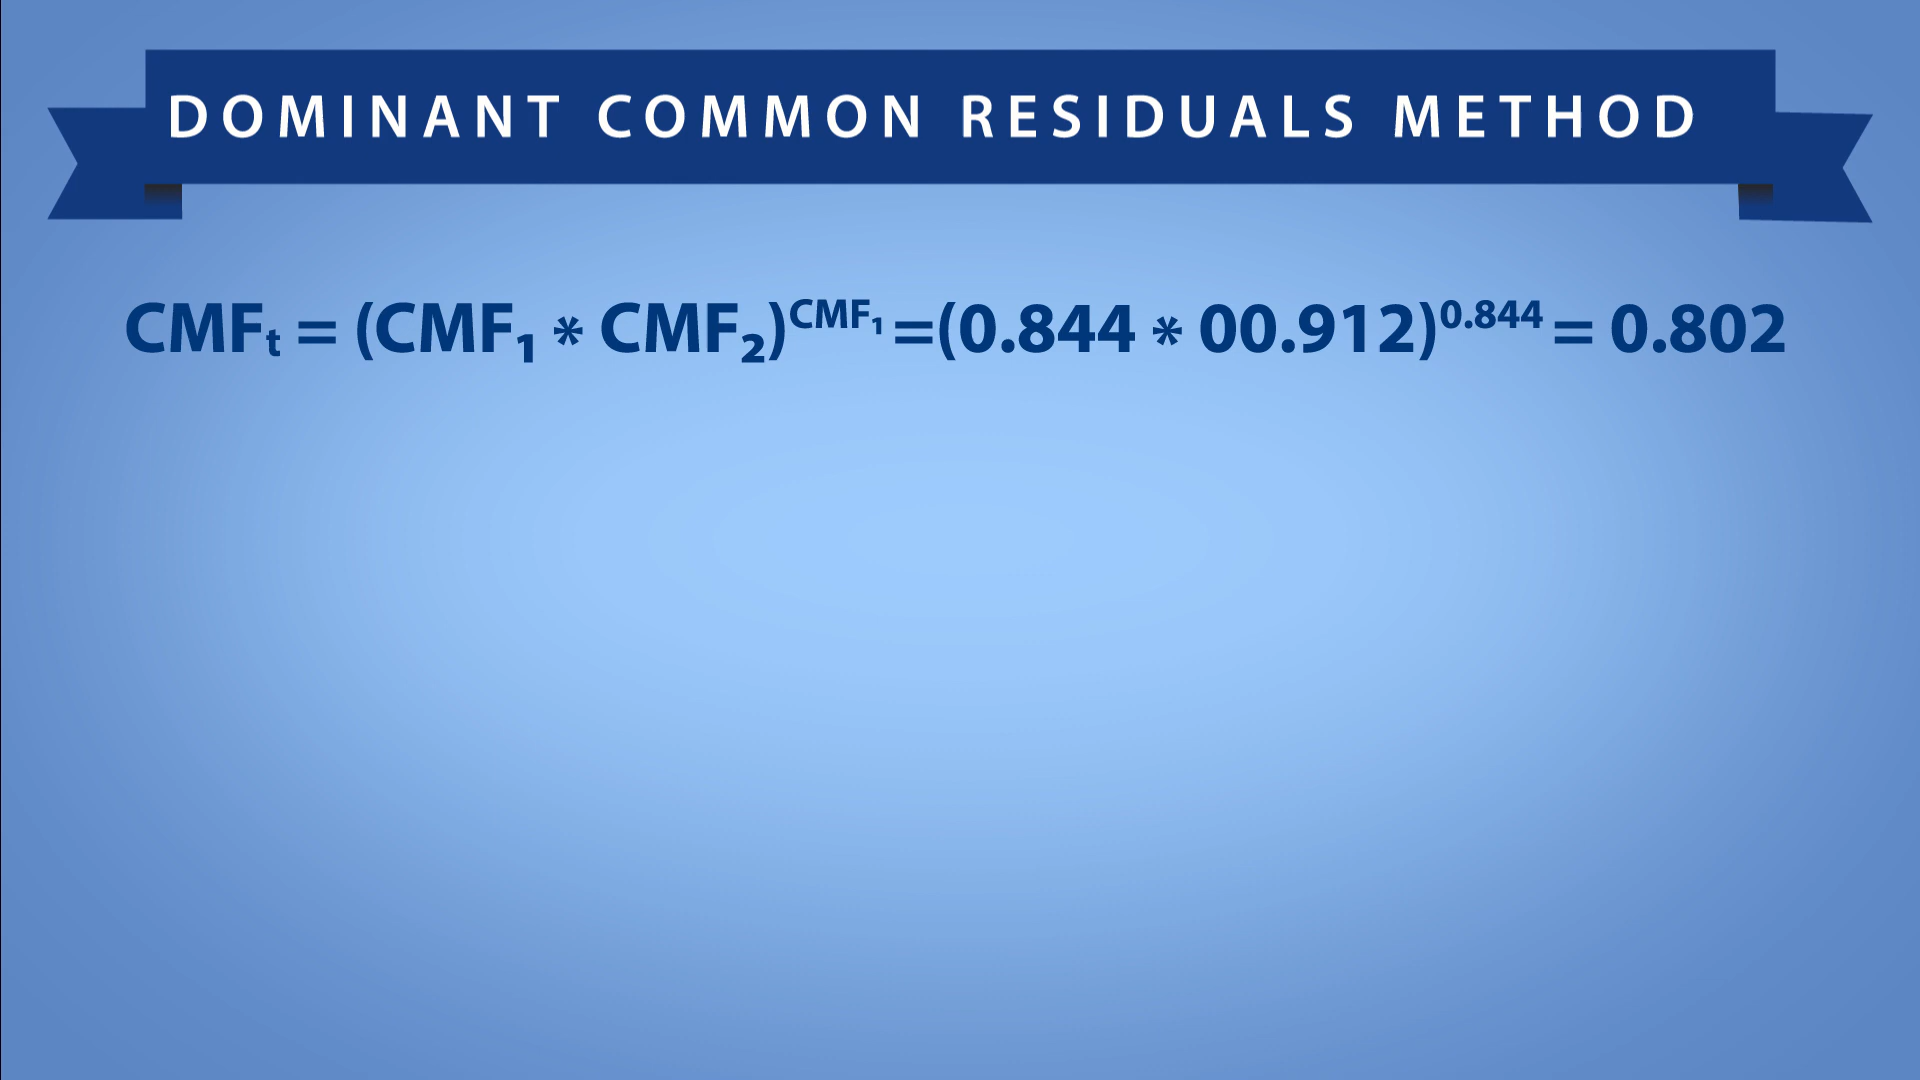 DOMINANT COMMON RESIDUALS METHOD
CMFₜ = (CMF₁ * CMF₂)^CMF₁ =(0.844 * 00.912)^0.844 = 0.802